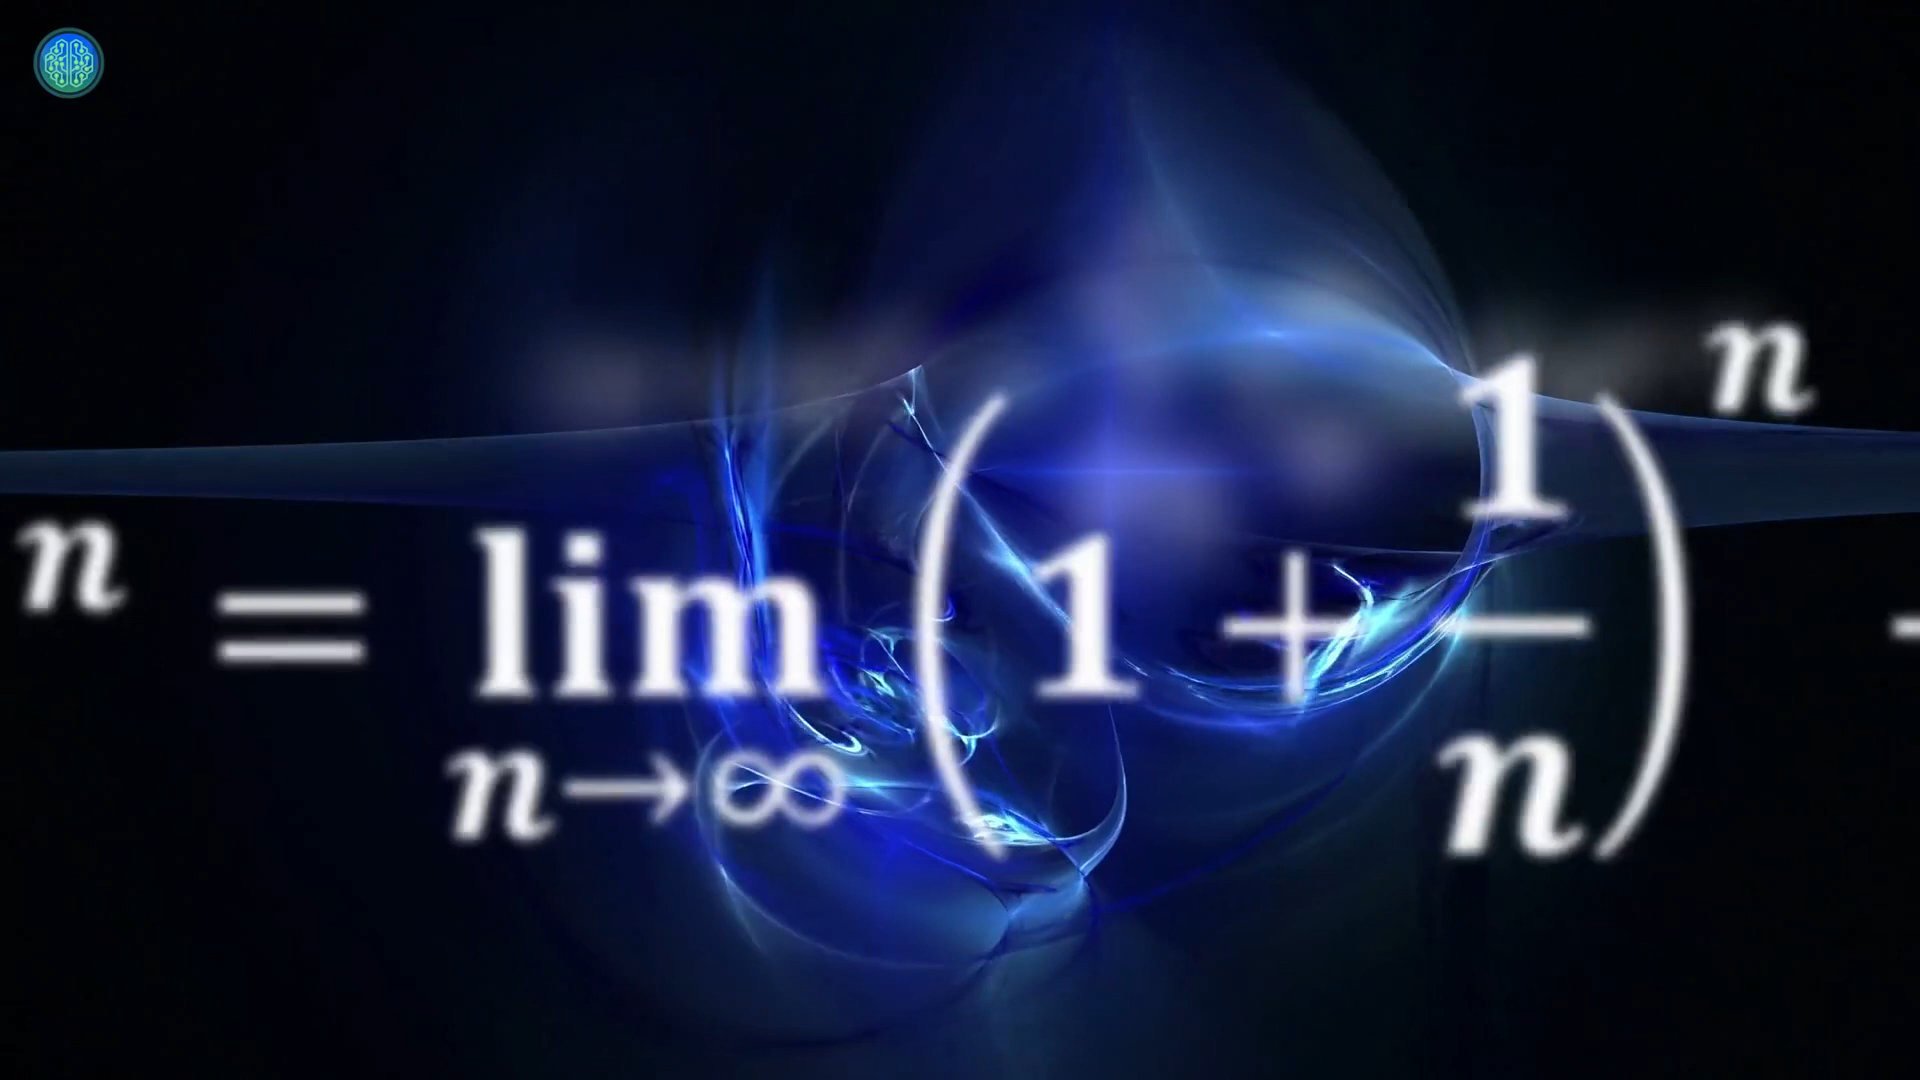 n = lim n→∞ (1 + 1/n)^n -